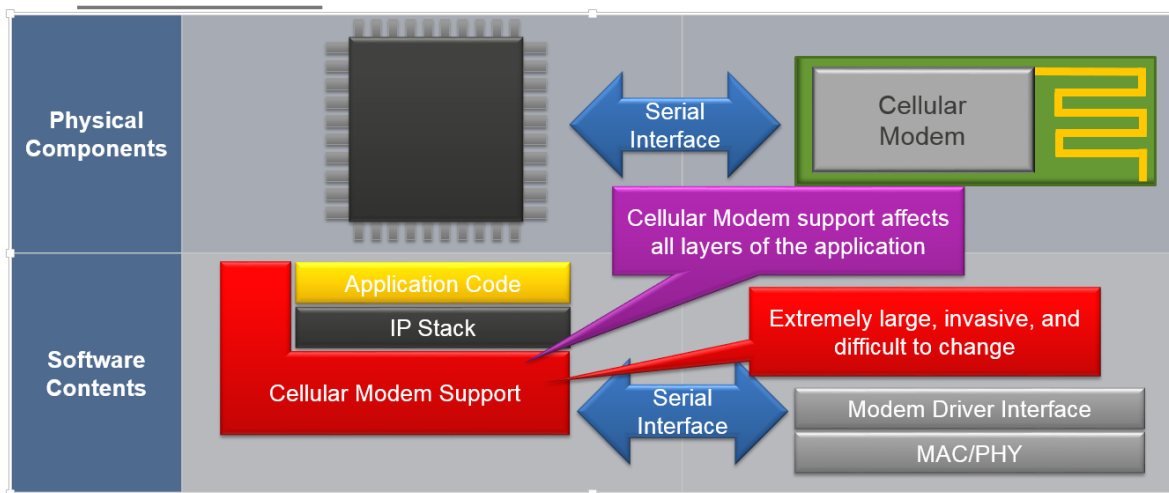 Physical
Components
Serial
Interface
Cellular
Modem
Cellular Modem support affects
all layers of the application
Application Code
IP Stack
Extremely large, invasive, and
difficult to change
Software
Contents
Cellular Modem Support
Serial
Interface
Modem Driver Interface
MAC/PHY